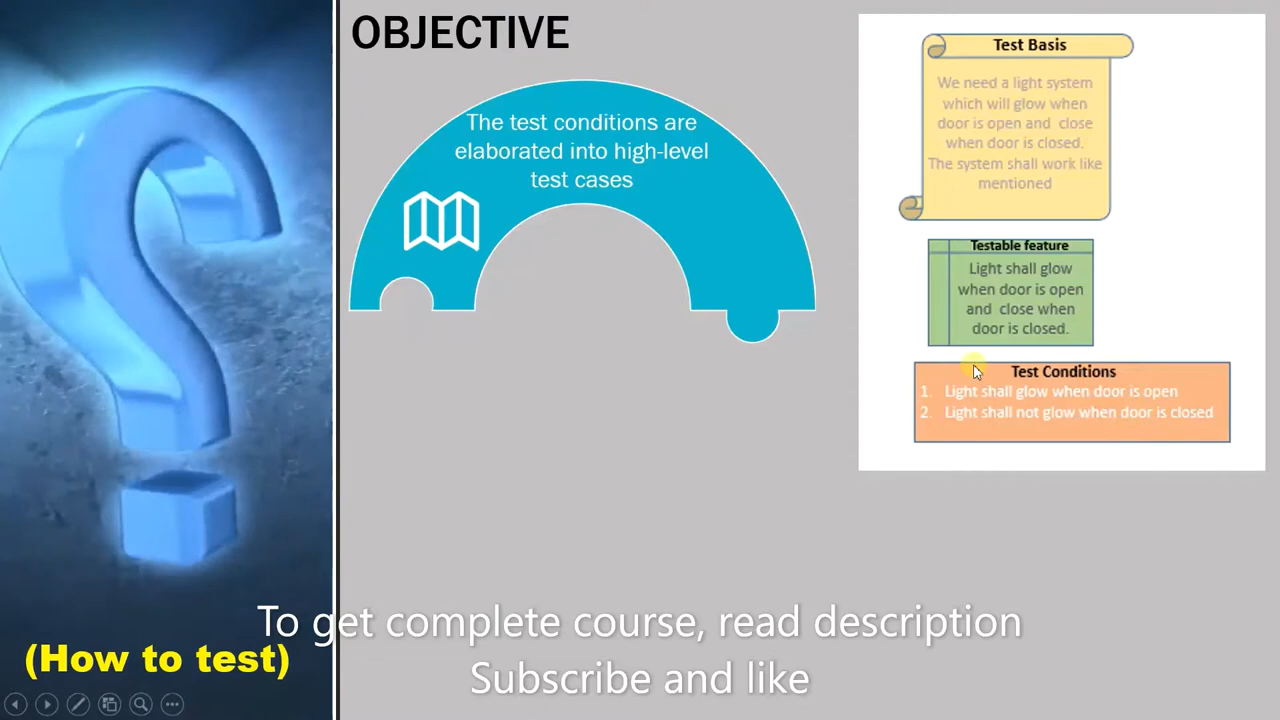 OBJECTIVE
The test conditions are
elaborated into high-level
test cases
Test Basis
We need a light system
which will glow when
door is open and close
when door is closed.
The system shall work like
mentioned
Testable feature
Light shall glow
when door is open
and close when
door is closed.
Test Conditions
1. Light shall glow when door is open
2. Light shall not glow when door is closed
To get complete course, read description
Subscribe and like
(How to test)